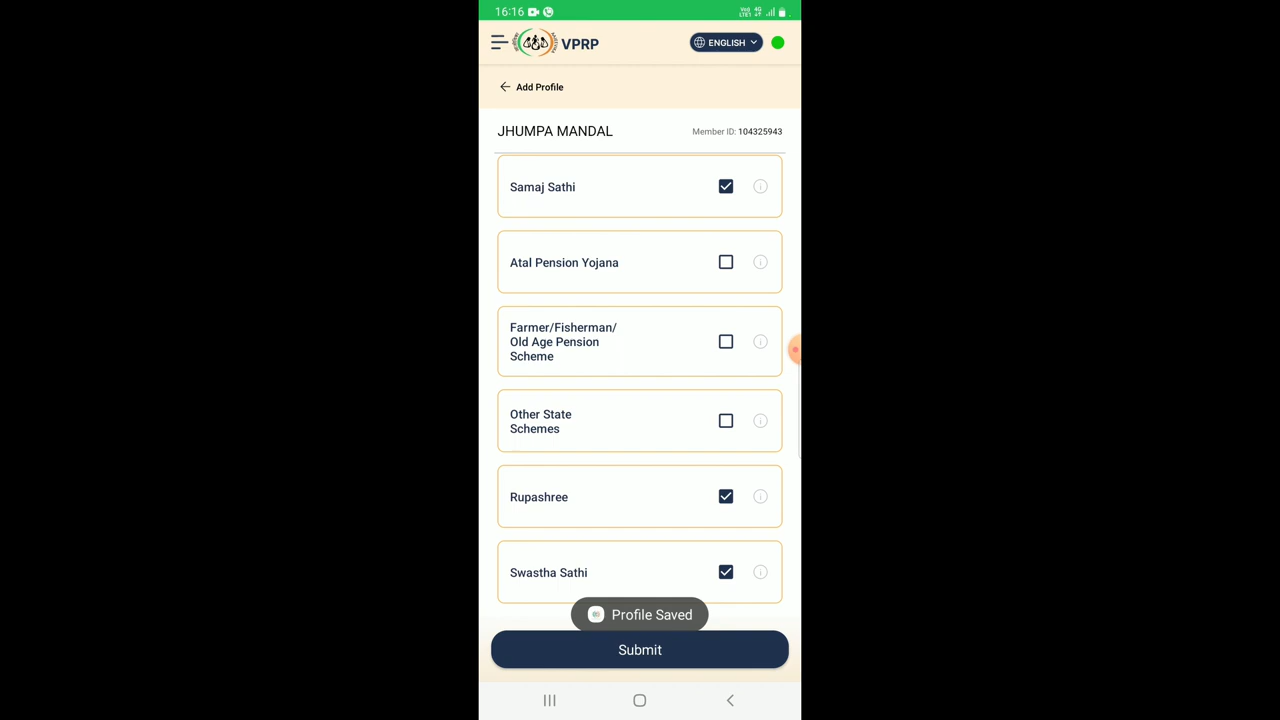 16:16
VPRP
ENGLISH
Add Profile
JHUMPA MANDAL
Member ID: 104325943
Samaj Sathi
Atal Pension Yojana
Farmer/Fisherman/
Old Age Pension
Scheme
Other State
Schemes
Rupashree
Swastha Sathi
Profile Saved
Submit